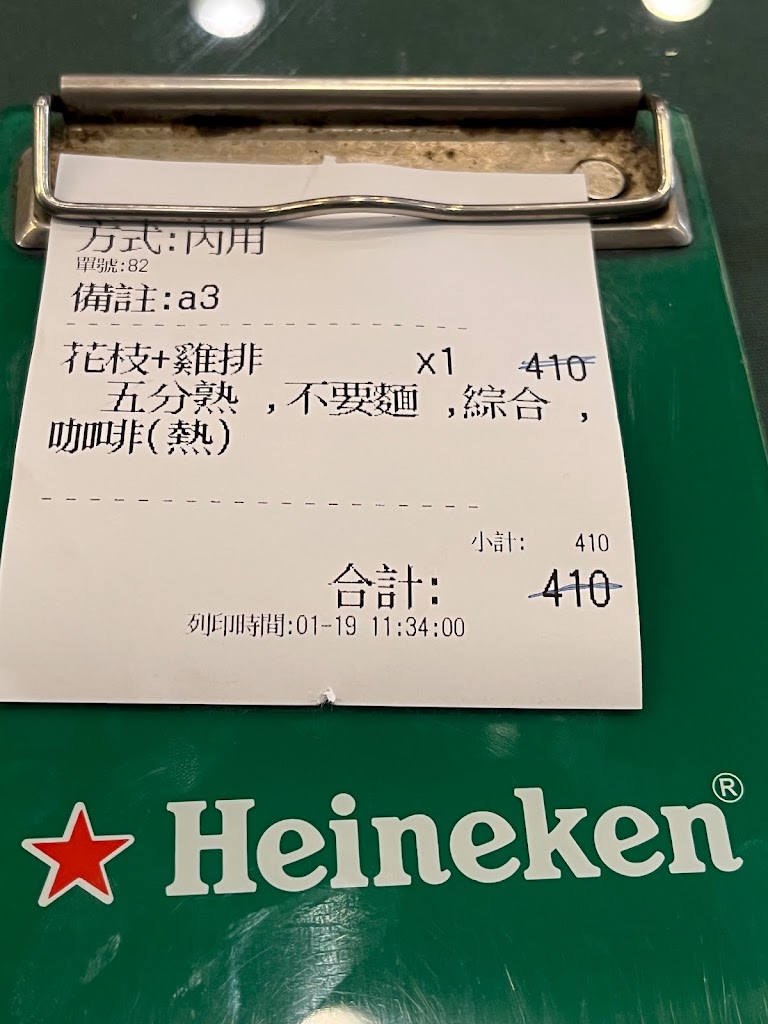 方式:內用
單號:82
備註:a3
花枝+雞排 x1 410
五分熟 ,不要麵 ,綜合 ,
咖啡(熱)
小計: 410
合計: 410
列印時間:01-19 11:34:00
Heineken®